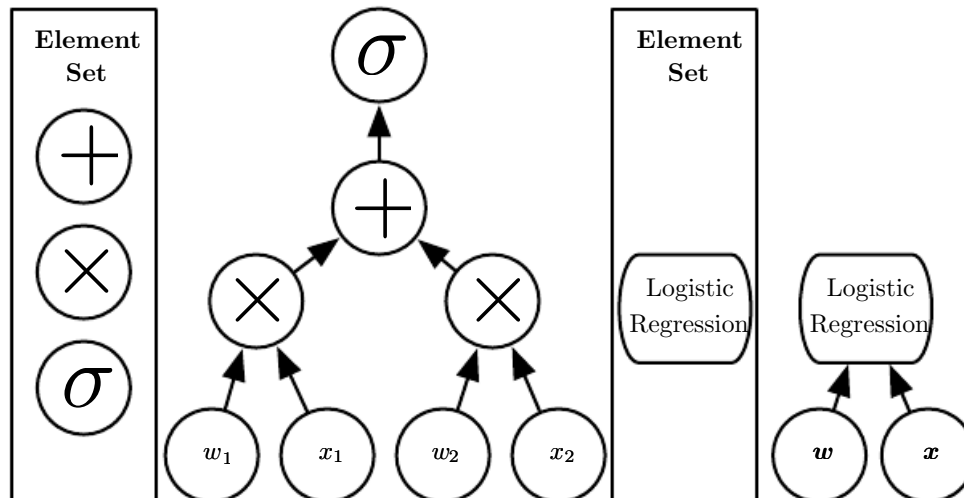 Element
Set
+
×
σ
σ
+
×
×
w₁
x₁
w₂
x₂
Element
Set
Logistic
Regression
Logistic
Regression
w
x